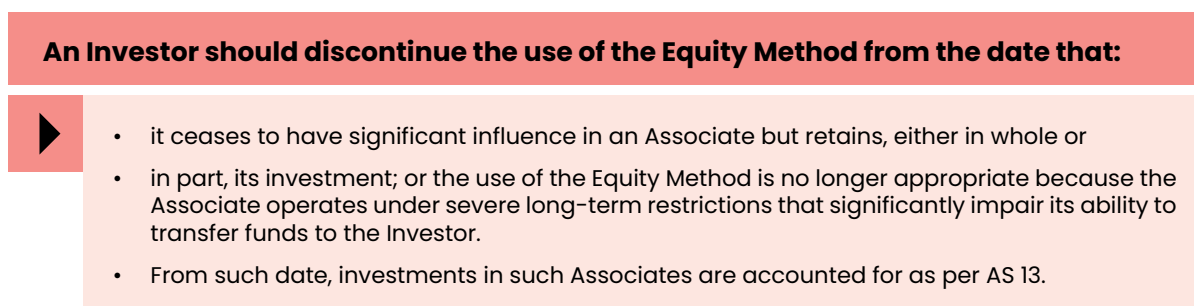 An Investor should discontinue the use of the Equity Method from the date that:
• it ceases to have significant influence in an Associate but retains, either in whole or
• in part, its investment; or the use of the Equity Method is no longer appropriate because the
Associate operates under severe long-term restrictions that significantly impair its ability to
transfer funds to the Investor.
• From such date, investments in such Associates are accounted for as per AS 13.